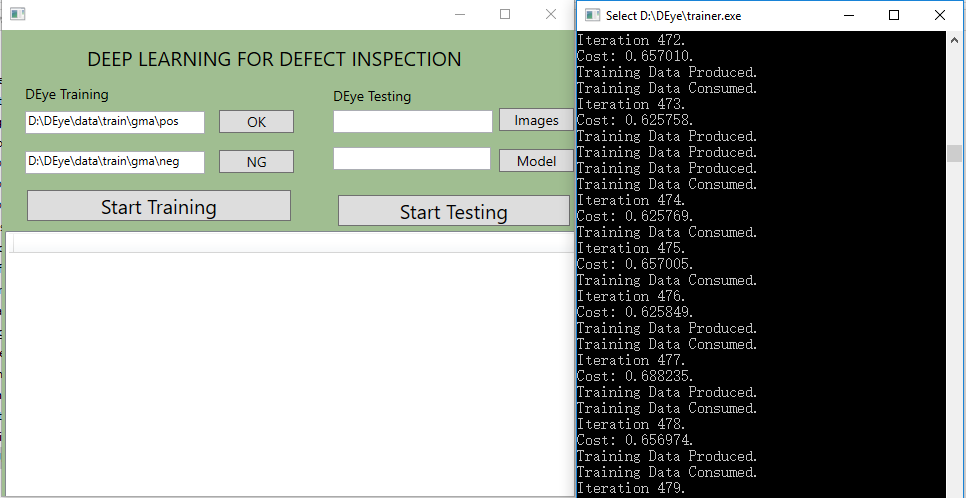 DEEP LEARNING FOR DEFECT INSPECTION
DEye Training
D:\DEye\data\train\gma\pos
OK
D:\DEye\data\train\gma\neg
NG
Start Training
DEye Testing
Images
Model
Start Testing
Select D:\DEye\trainer.exe
Iteration 472.
Cost: 0.657010.
Training Data Produced.
Training Data Consumed.
Iteration 473.
Cost: 0.625758.
Training Data Produced.
Training Data Produced.
Training Data Produced.
Training Data Consumed.
Iteration 474.
Cost: 0.625769.
Training Data Consumed.
Iteration 475.
Cost: 0.657005.
Training Data Consumed.
Iteration 476.
Cost: 0.625849.
Training Data Produced.
Training Data Consumed.
Iteration 477.
Cost: 0.688235.
Training Data Produced.
Training Data Consumed.
Iteration 478.
Cost: 0.656974.
Training Data Produced.
Training Data Consumed.
Iteration 479.